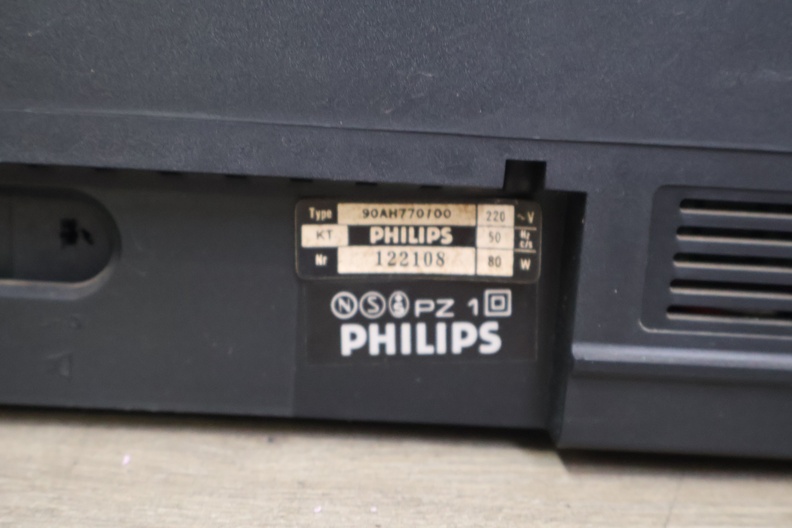 Type 90AH770/00 220 ~ V
KT PHILIPS 50 Hz c/s
Nr 122108 80 W
N S PZ 1
PHILIPS